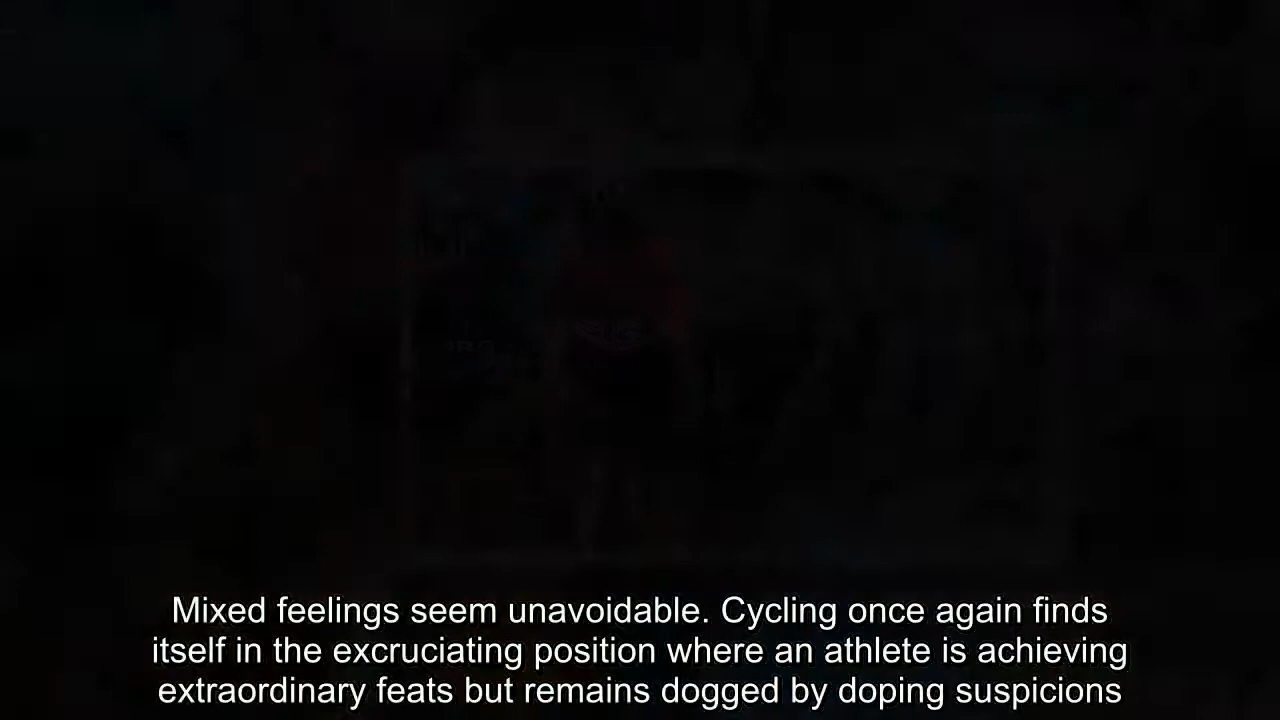 Mixed feelings seem unavoidable. Cycling once again finds
itself in the excruciating position where an athlete is achieving
extraordinary feats but remains dogged by doping suspicions